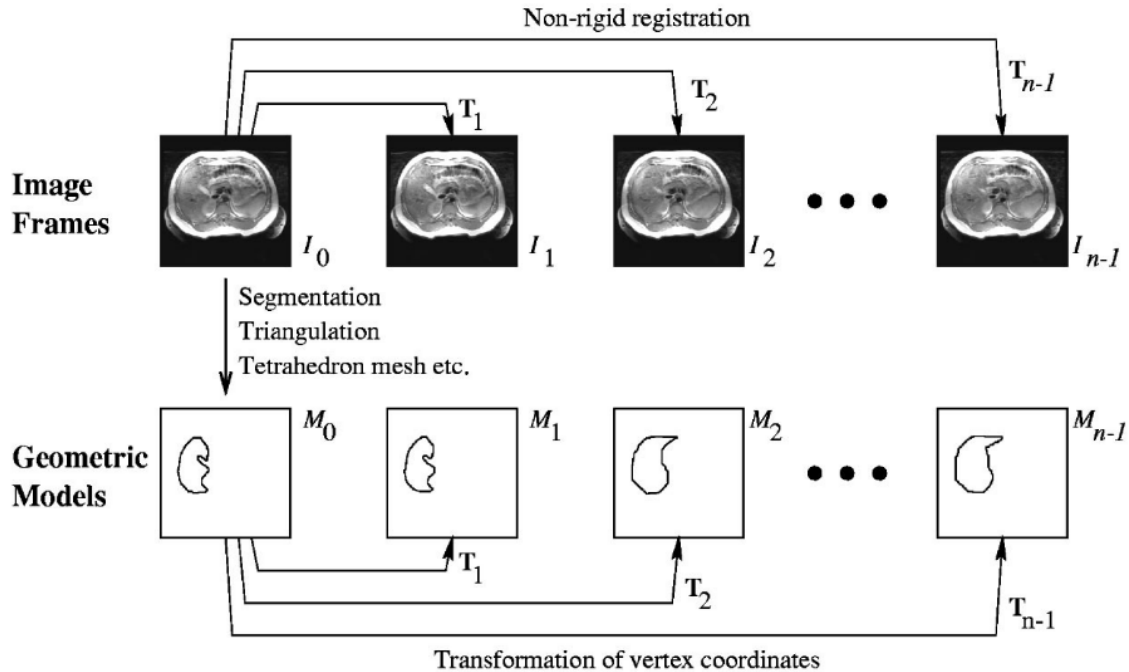 Non-rigid registration
T1
T2
Tn-1
Image
Frames
I0
I1
I2
In-1
Segmentation
Triangulation
Tetrahedron mesh etc.
Geometric
Models
M0
M1
M2
Mn-1
T1
T2
Tn-1
Transformation of vertex coordinates